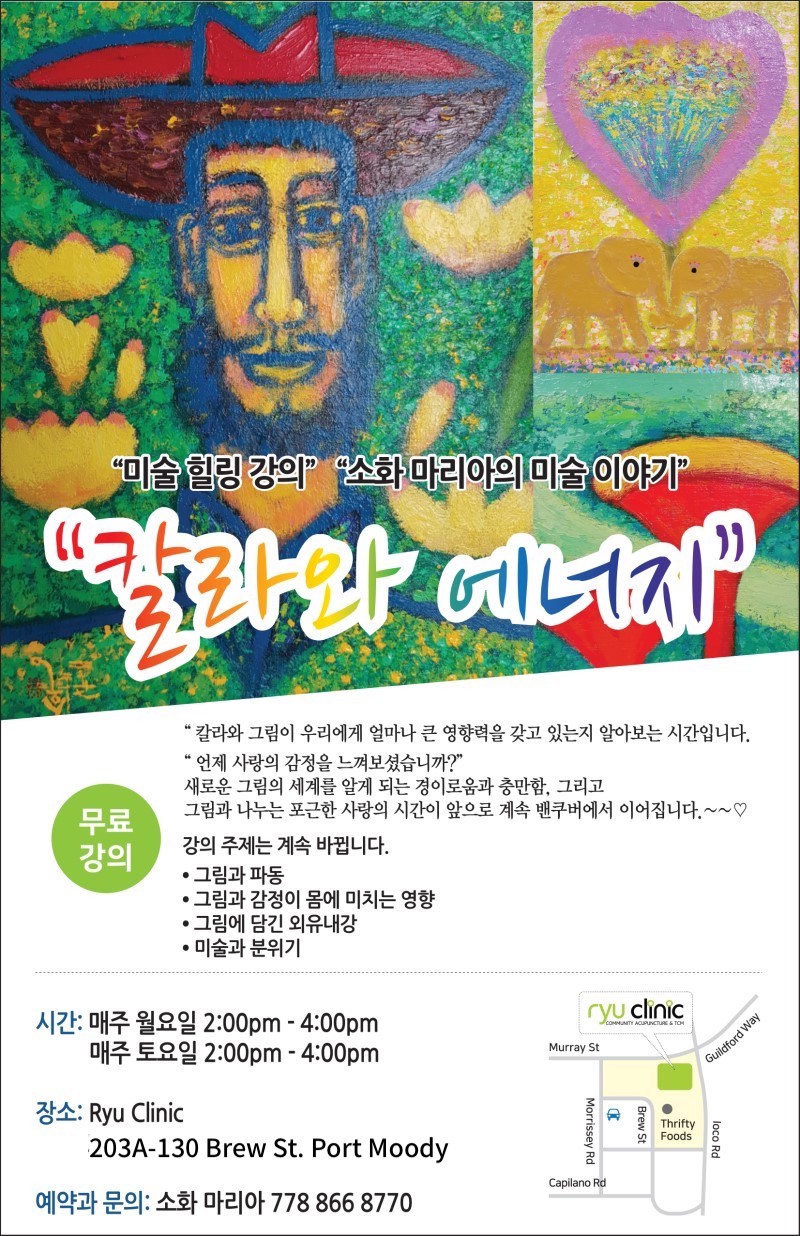 “미술 힐링 강의” “소화 마리아의 미술 이야기”
“칼라와 에너지”
“ 칼라와 그림이 우리에게 얼마나 큰 영향력을 갖고 있는지 알아보는 시간입니다.
“ 언제 사랑의 감정을 느껴보셨습니까?”
새로운 그림의 세계를 알게 되는 경이로움과 충만함, 그리고
그림과 나누는 포근한 사랑의 시간이 앞으로 계속 밴쿠버에서 이어집니다.~~♡
무료
강의
강의 주제는 계속 바뀝니다.
• 그림과 파동
• 그림과 감정이 몸에 미치는 영향
• 그림에 담긴 외유내강
• 미술과 분위기
시간: 매주 월요일 2:00pm - 4:00pm
매주 토요일 2:00pm - 4:00pm
장소: Ryu Clinic
203A-130 Brew St. Port Moody
예약과 문의: 소화 마리아 778 866 8770
ryu clinic
COMMUNITY ACUPUNCTURE & TCM
Murray St
Guildford Way
Morrissey Rd
Brew St
Thrifty
Foods
Ioco Rd
Capilano Rd